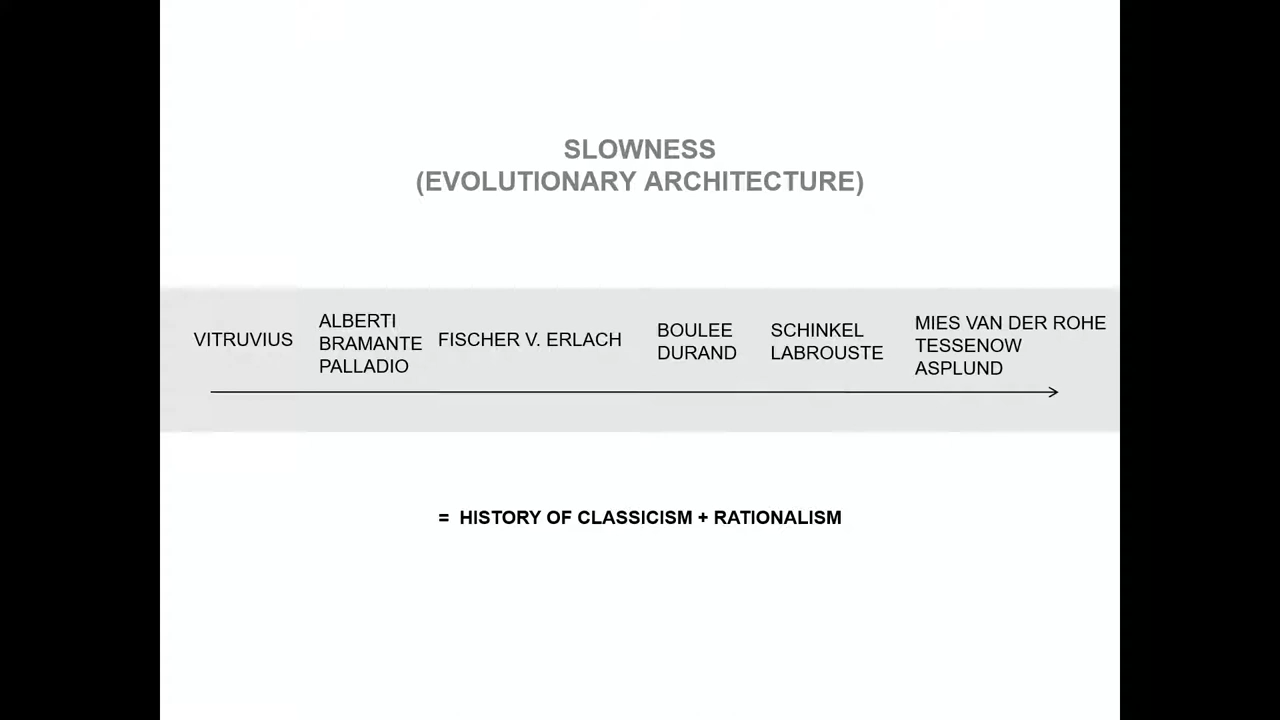 SLOWNESS
(EVOLUTIONARY ARCHITECTURE)
VITRUVIUS
ALBERTI
BRAMANTE
PALLADIO
FISCHER V. ERLACH
BOULEE
DURAND
SCHINKEL
LABROUSTE
MIES VAN DER ROHE
TESSENOW
ASPLUND
= HISTORY OF CLASSICISM + RATIONALISM